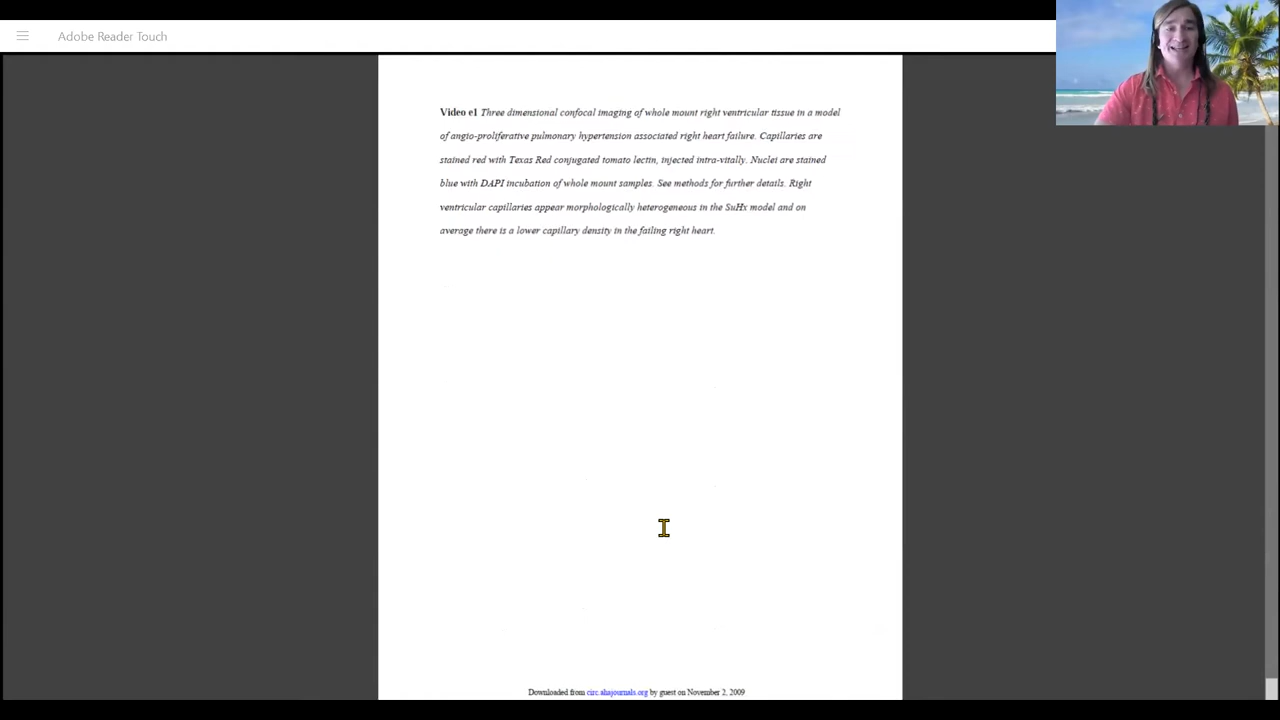 Adobe Reader Touch
Video e1 Three dimensional confocal imaging of whole mount right ventricular tissue in a model
of angio-proliferative pulmonary hypertension associated right heart failure. Capillaries are
stained red with Texas Red conjugated tomato lectin, injected intra-vitally. Nuclei are stained
blue with DAPI incubation of whole mount samples. See methods for further details. Right
ventricular capillaries appear morphologically heterogeneous in the SuHx model and on
average there is a lower capillary density in the failing right heart.
Downloaded from circ.ahajournals.org by guest on November 2, 2009